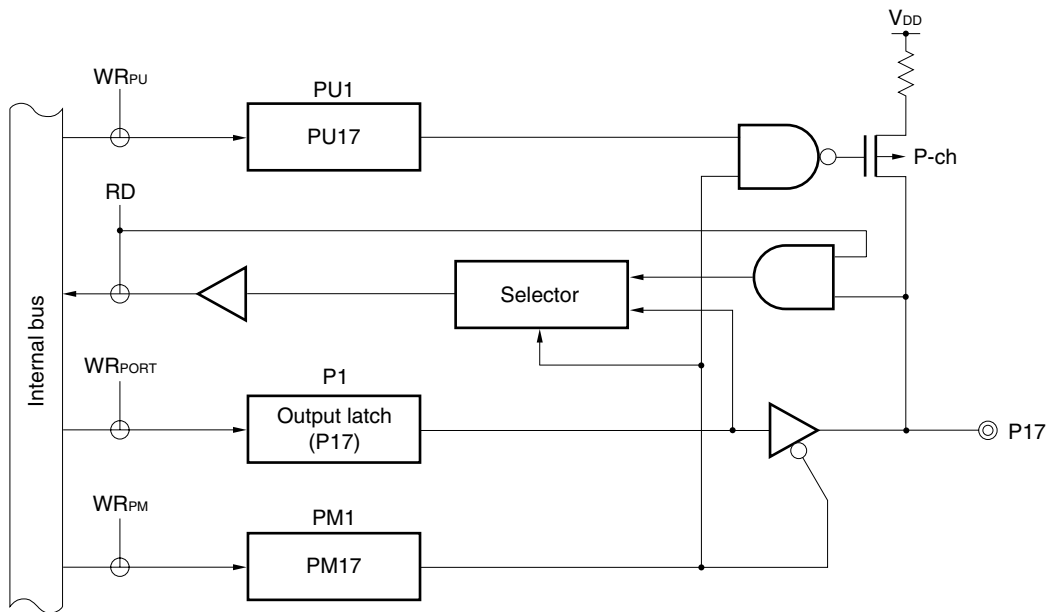 VDD
WRPU
PU1
PU17
P-ch
RD
Selector
Internal bus
WRPORT
P1
Output latch
(P17)
P17
WRPM
PM1
PM17